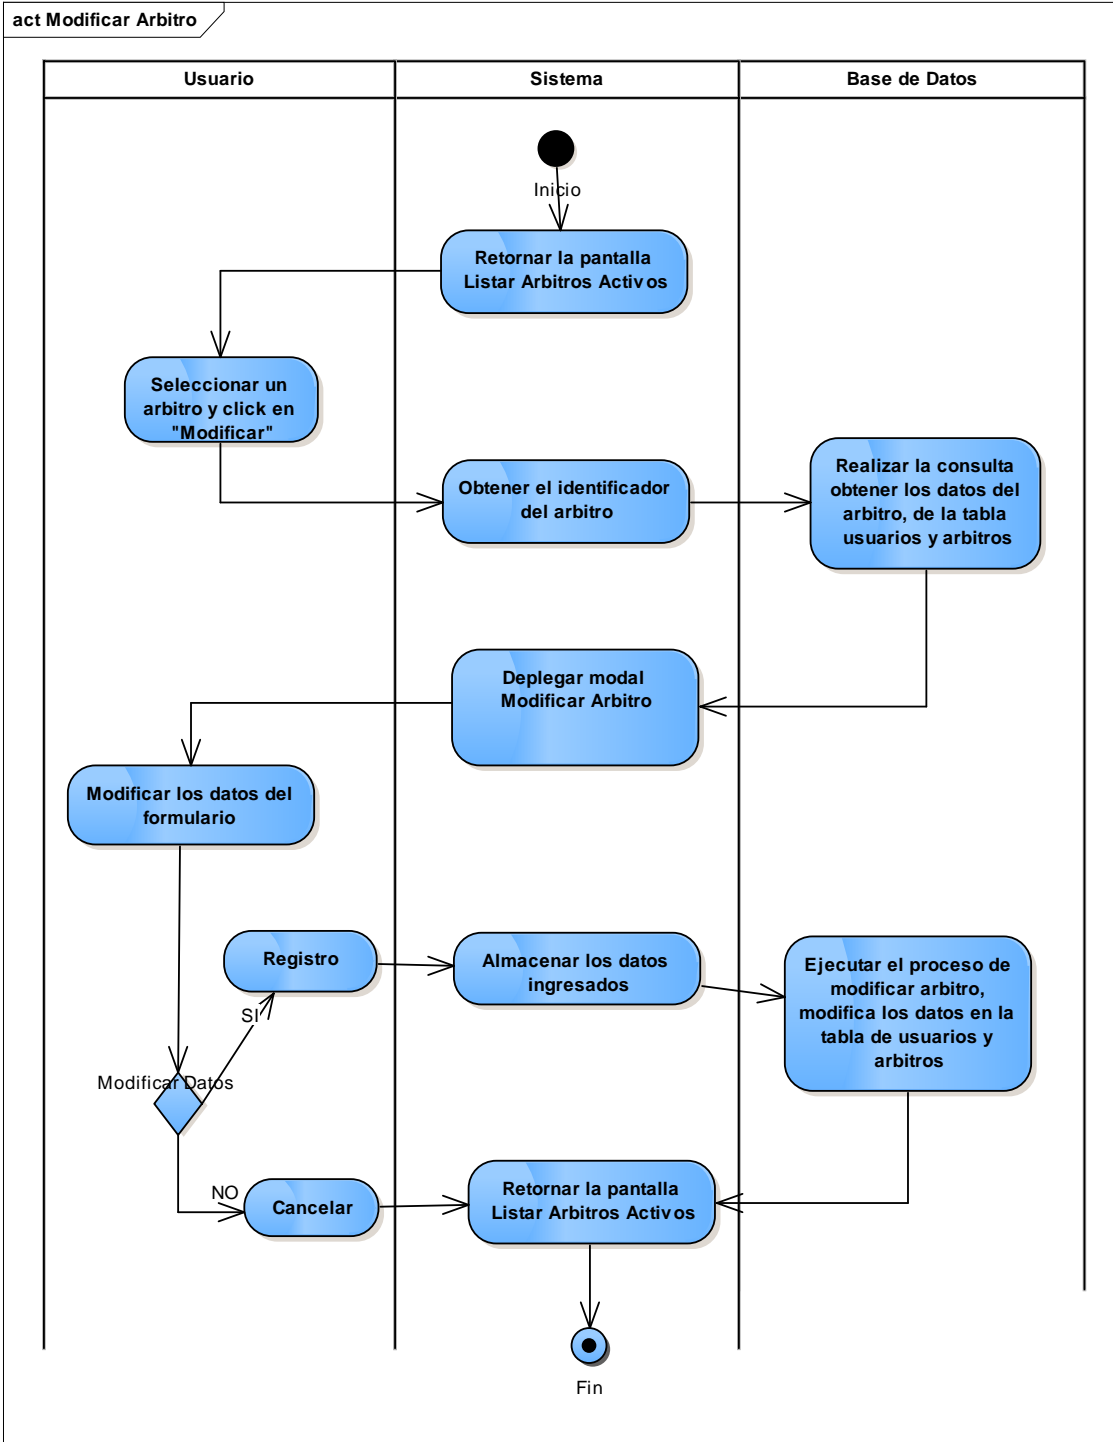 act Modificar Arbitro
Usuario
Sistema
Base de Datos
Inicio
Retornar la pantalla
Listar Arbitros Activos
Seleccionar un
arbitro y click en
"Modificar"
Obtener el identificador
del arbitro
Realizar la consulta
obtener los datos del
arbitro, de la tabla
usuarios y arbitros
Deplegar modal
Modificar Arbitro
Modificar los datos del
formulario
Registro
Almacenar los datos
ingresados
Ejecutar el proceso de
modificar arbitro,
modifica los datos en la
tabla de usuarios y
arbitros
SI
Modificar Datos
NO
Cancelar
Retornar la pantalla
Listar Arbitros Activos
Fin